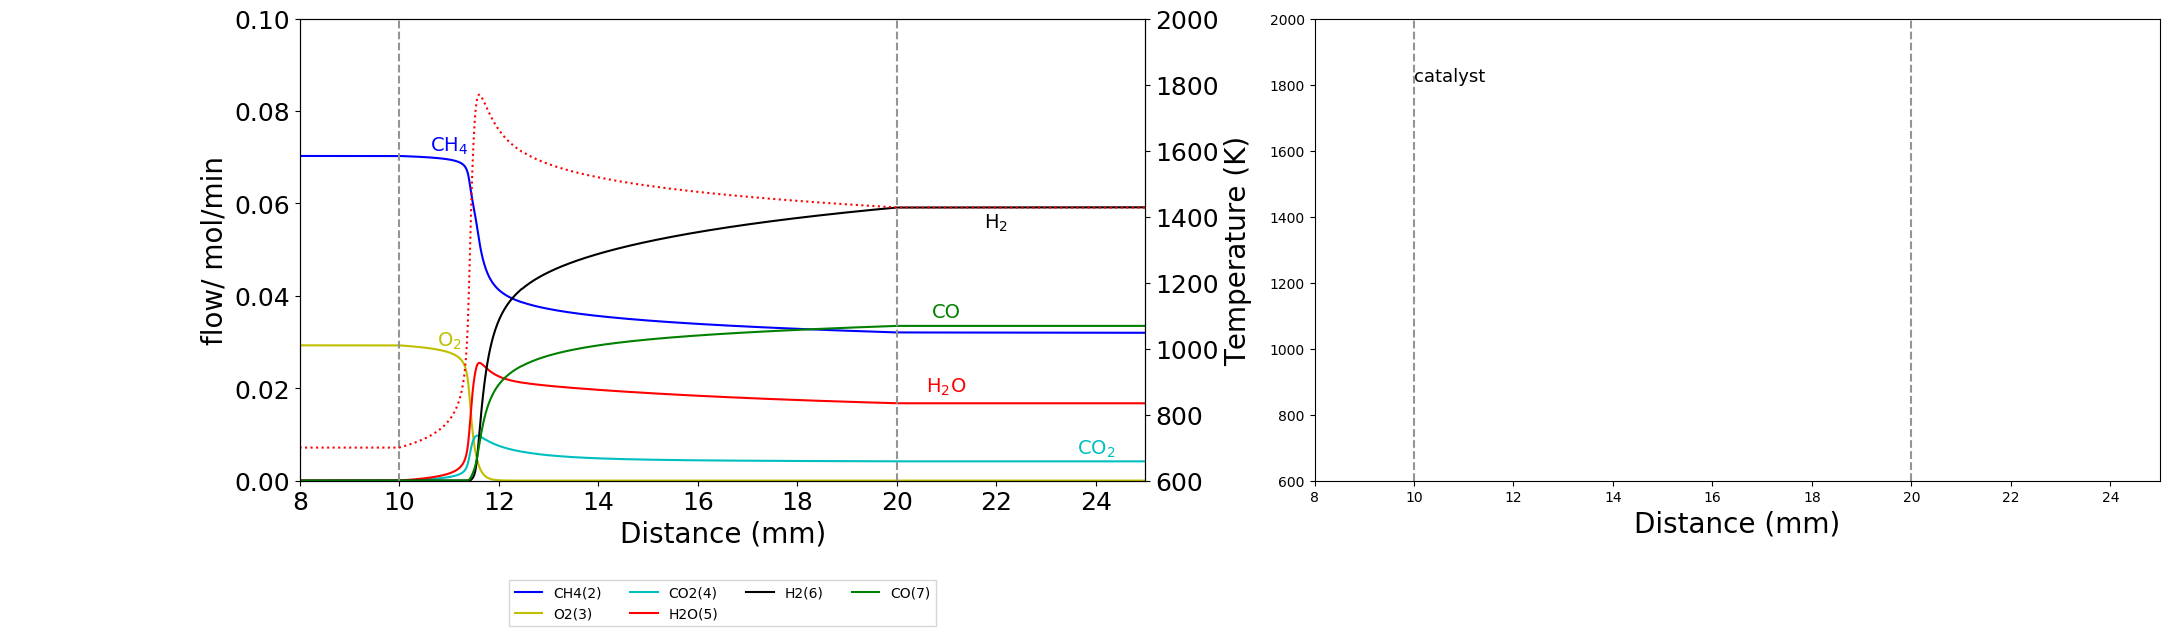 0.10
0.08
0.06
0.04
0.02
0.00
flow/ mol/min
8 10 12 14 16 18 20 22 24
Distance (mm)
2000
1800
1600
1400
1200
1000
800
600
Temperature (K)
CH₄
O₂
H₂
CO
H₂O
CO₂
CH4(2) CO2(4) H2(6) CO(7)
O2(3) H2O(5)
2000
1800
1600
1400
1200
1000
800
600
catalyst
8 10 12 14 16 18 20 22 24
Distance (mm)